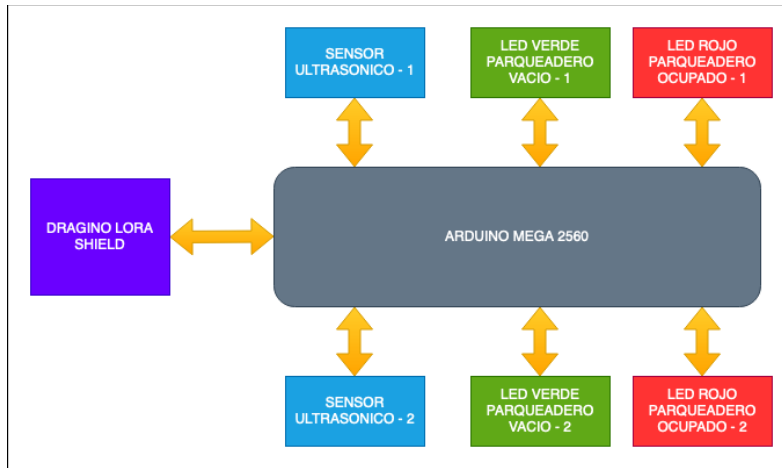 SENSOR
ULTRASONICO - 1
LED VERDE
PARQUEADERO
VACIO - 1
LED ROJO
PARQUEADERO
OCUPADO - 1
DRAGINO LORA
SHIELD
ARDUINO MEGA 2560
SENSOR
ULTRASONICO - 2
LED VERDE
PARQUEADERO
VACIO - 2
LED ROJO
PARQUEADERO
OCUPADO - 2